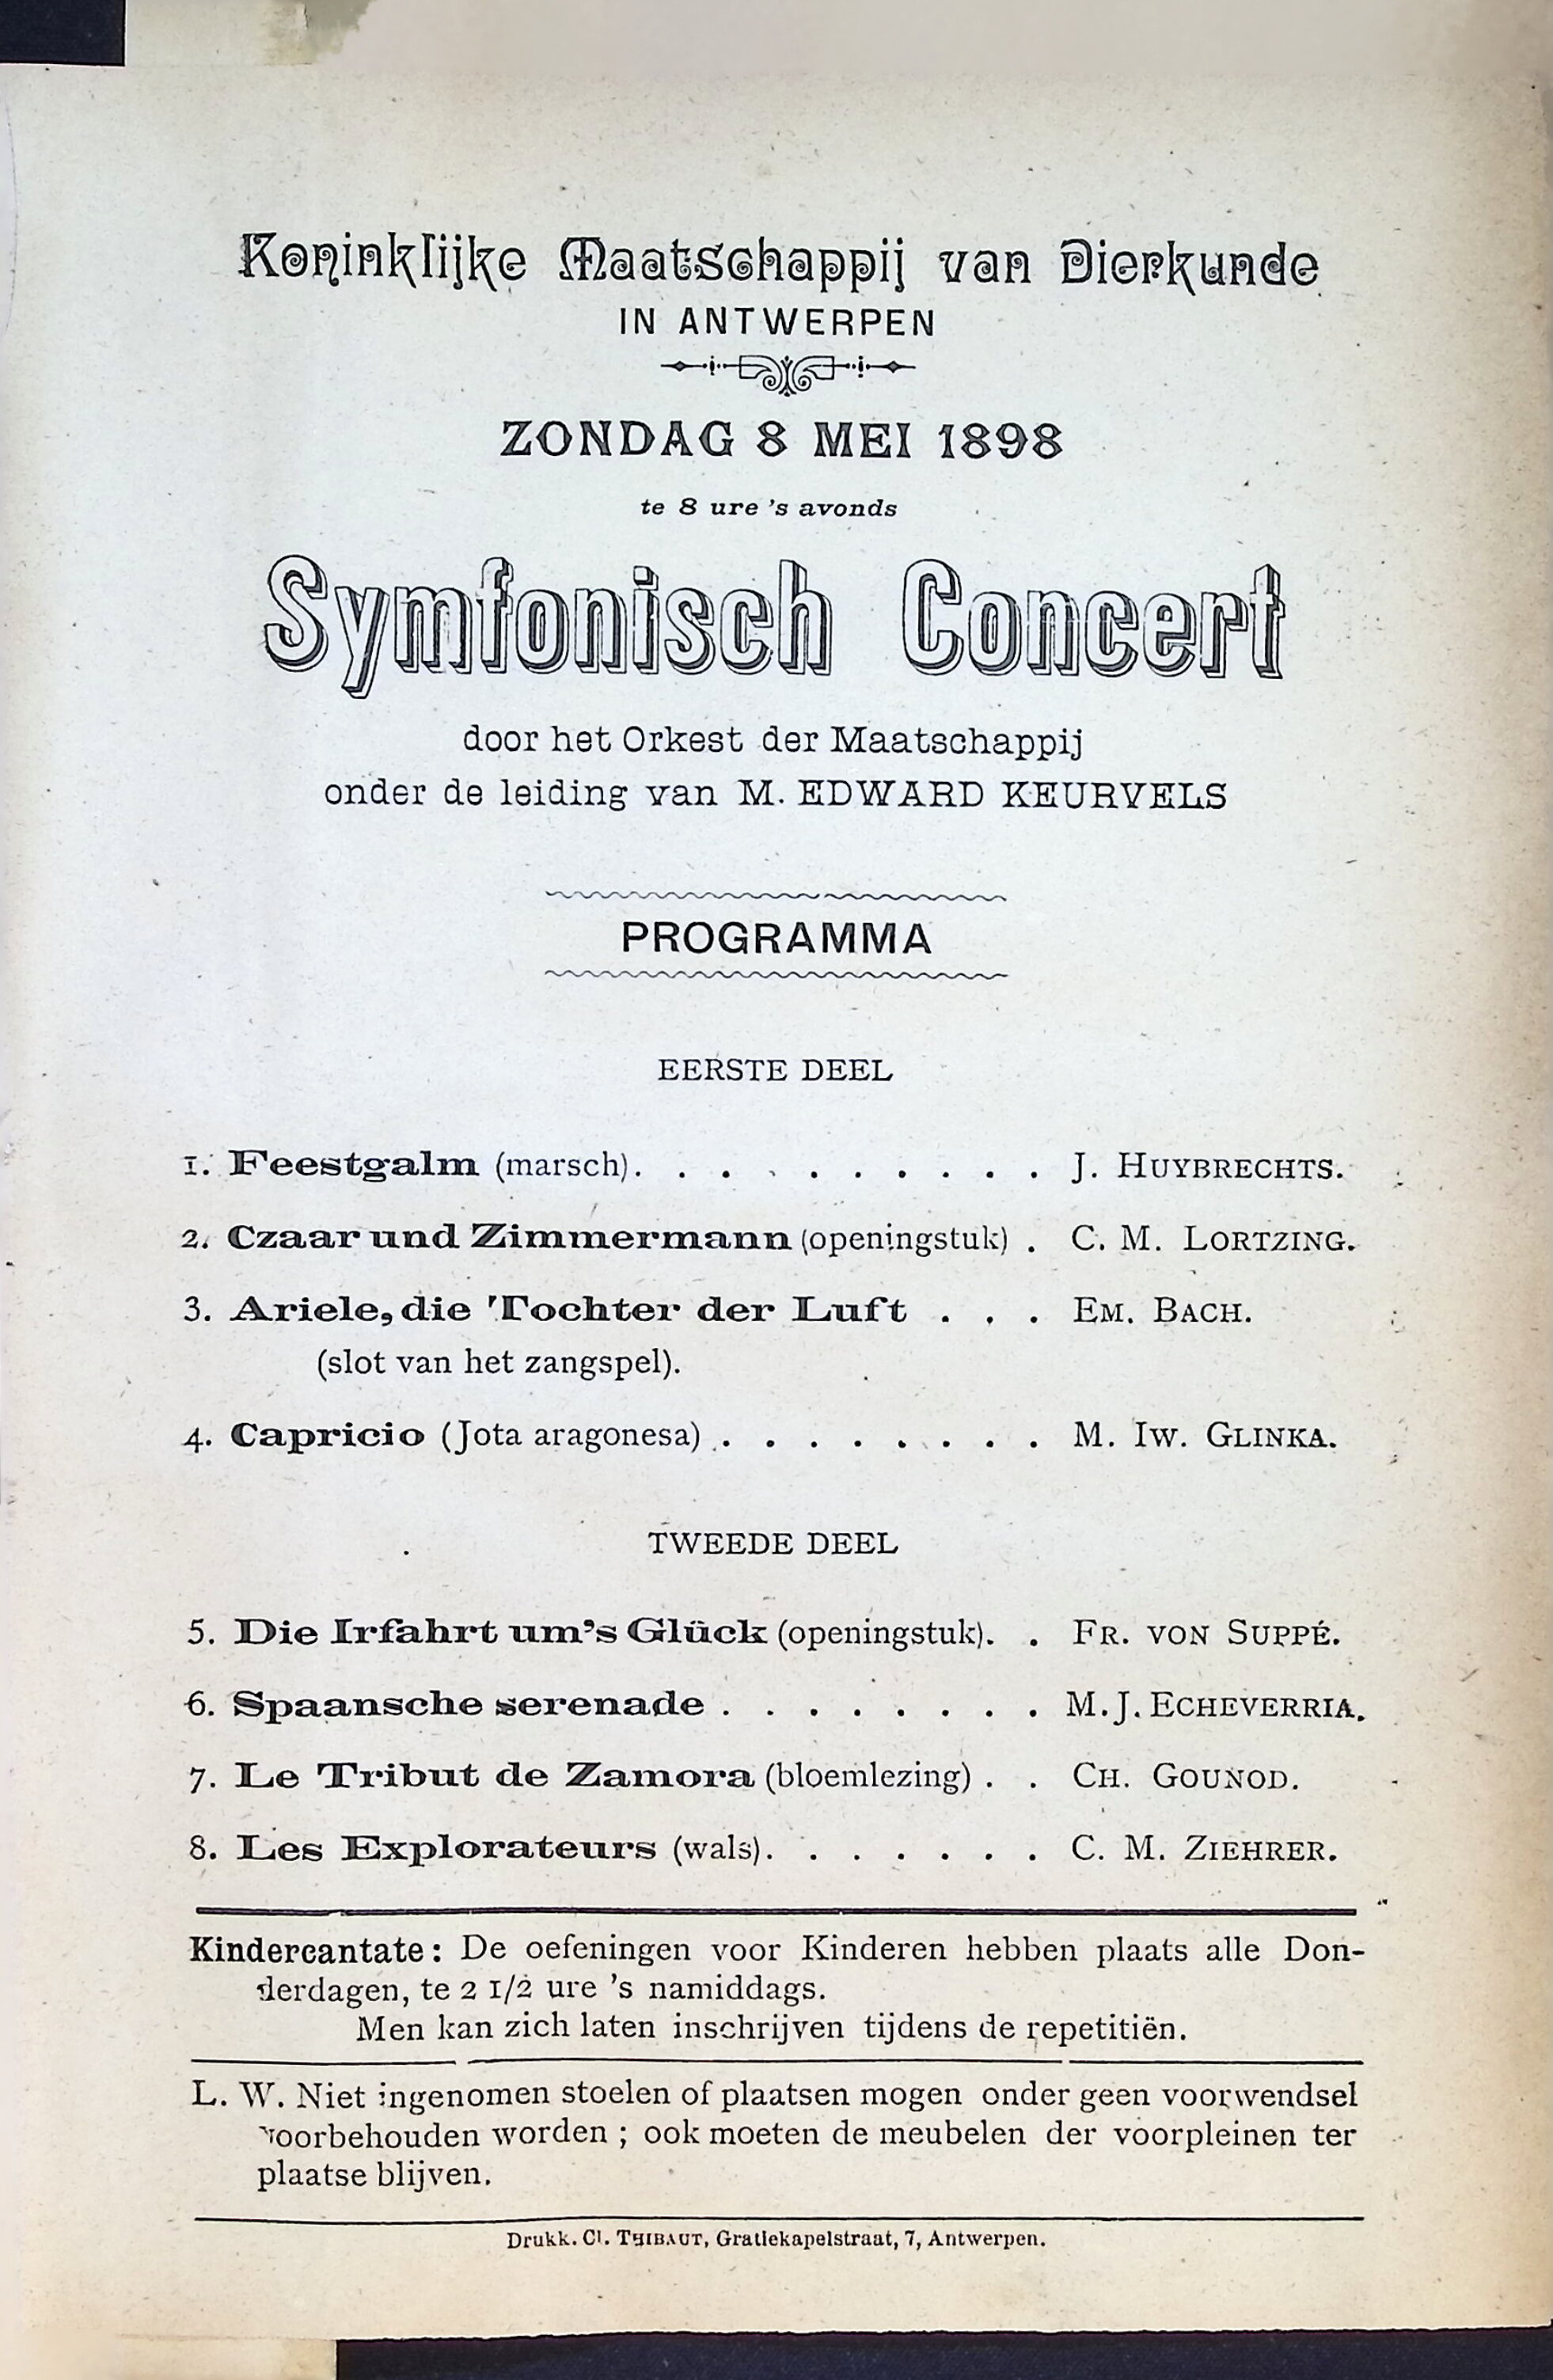 Koninklijke Maatschappij van Dierkunde
IN ANTWERPEN
ZONDAG 8 MEI 1898
te 8 ure 's avonds
Symfonisch Concert
door het Orkest der Maatschappij
onder de leiding van M. EDWARD KEURVELS
PROGRAMMA
EERSTE DEEL
1. Feestgalm (marsch). . . . . . . . . . J. HUYBRECHTS.
2. Czaar und Zimmermann (openingstuk) . C. M. LORTZING.
3. Ariele, die Tochter der Luft . . . EM. BACH.
(slot van het zangspel).
4. Capricio (Jota aragonesa) . . . . . . . . M. IW. GLINKA.
TWEEDE DEEL
5. Die Irfahrt um's Glück (openingstuk). . FR. VON SUPPÉ.
6. Spaansche serenade . . . . . . . . M. J. ECHEVERRIA.
7. Le Tribut de Zamora (bloemlezing) . . CH. GOUNOD.
8. Les Explorateurs (wals). . . . . . . C. M. ZIEHRER.
Kindercantate: De oefeningen voor Kinderen hebben plaats alle Don-
derdagen, te 2 1/2 ure 's namiddags.
Men kan zich laten inschrijven tijdens de repetitiën.
L. W. Niet ingenomen stoelen of plaatsen mogen onder geen voorwendsel
voorbehouden worden ; ook moeten de meubelen der voorpleinen ter
plaatse blijven.
Drukk. Cl. THIBAUT, Gratiekapelstraat, 7, Antwerpen.